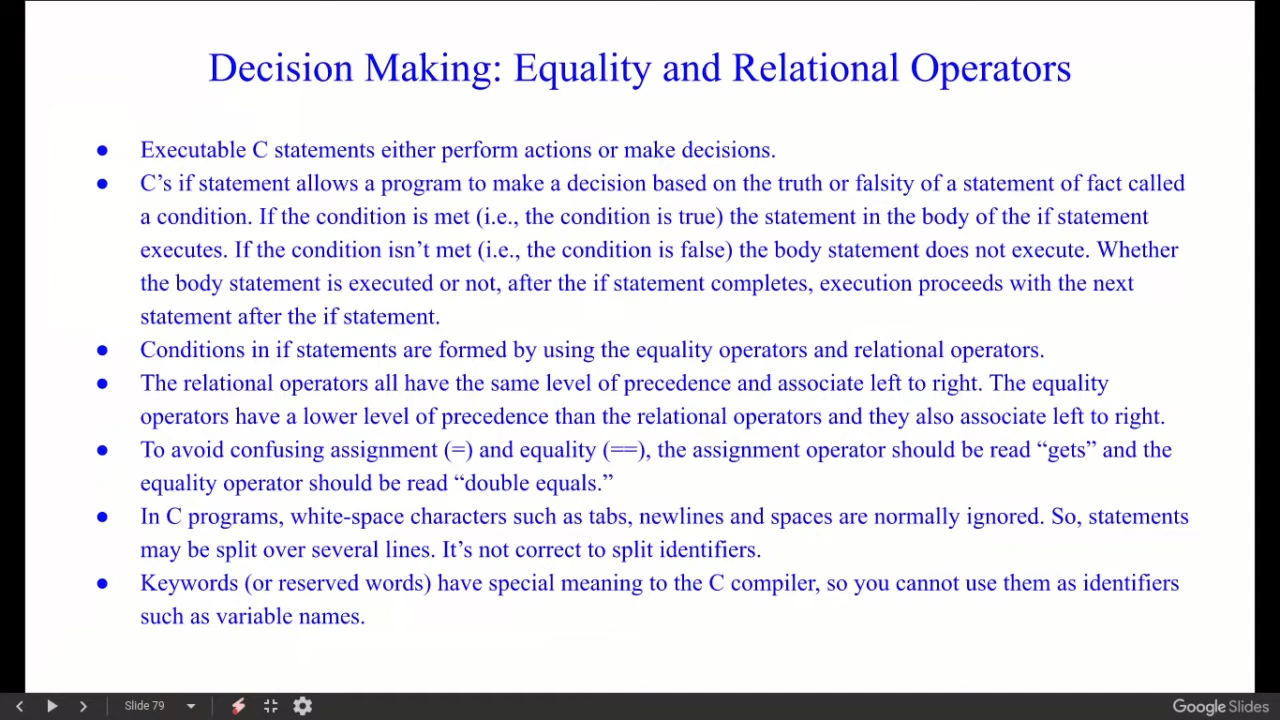 Decision Making: Equality and Relational Operators
● Executable C statements either perform actions or make decisions.
● C’s if statement allows a program to make a decision based on the truth or falsity of a statement of fact called
a condition. If the condition is met (i.e., the condition is true) the statement in the body of the if statement
executes. If the condition isn’t met (i.e., the condition is false) the body statement does not execute. Whether
the body statement is executed or not, after the if statement completes, execution proceeds with the next
statement after the if statement.
● Conditions in if statements are formed by using the equality operators and relational operators.
● The relational operators all have the same level of precedence and associate left to right. The equality
operators have a lower level of precedence than the relational operators and they also associate left to right.
● To avoid confusing assignment (=) and equality (==), the assignment operator should be read “gets” and the
equality operator should be read “double equals.”
● In C programs, white-space characters such as tabs, newlines and spaces are normally ignored. So, statements
may be split over several lines. It’s not correct to split identifiers.
● Keywords (or reserved words) have special meaning to the C compiler, so you cannot use them as identifiers
such as variable names.
Slide 79
Google Slides